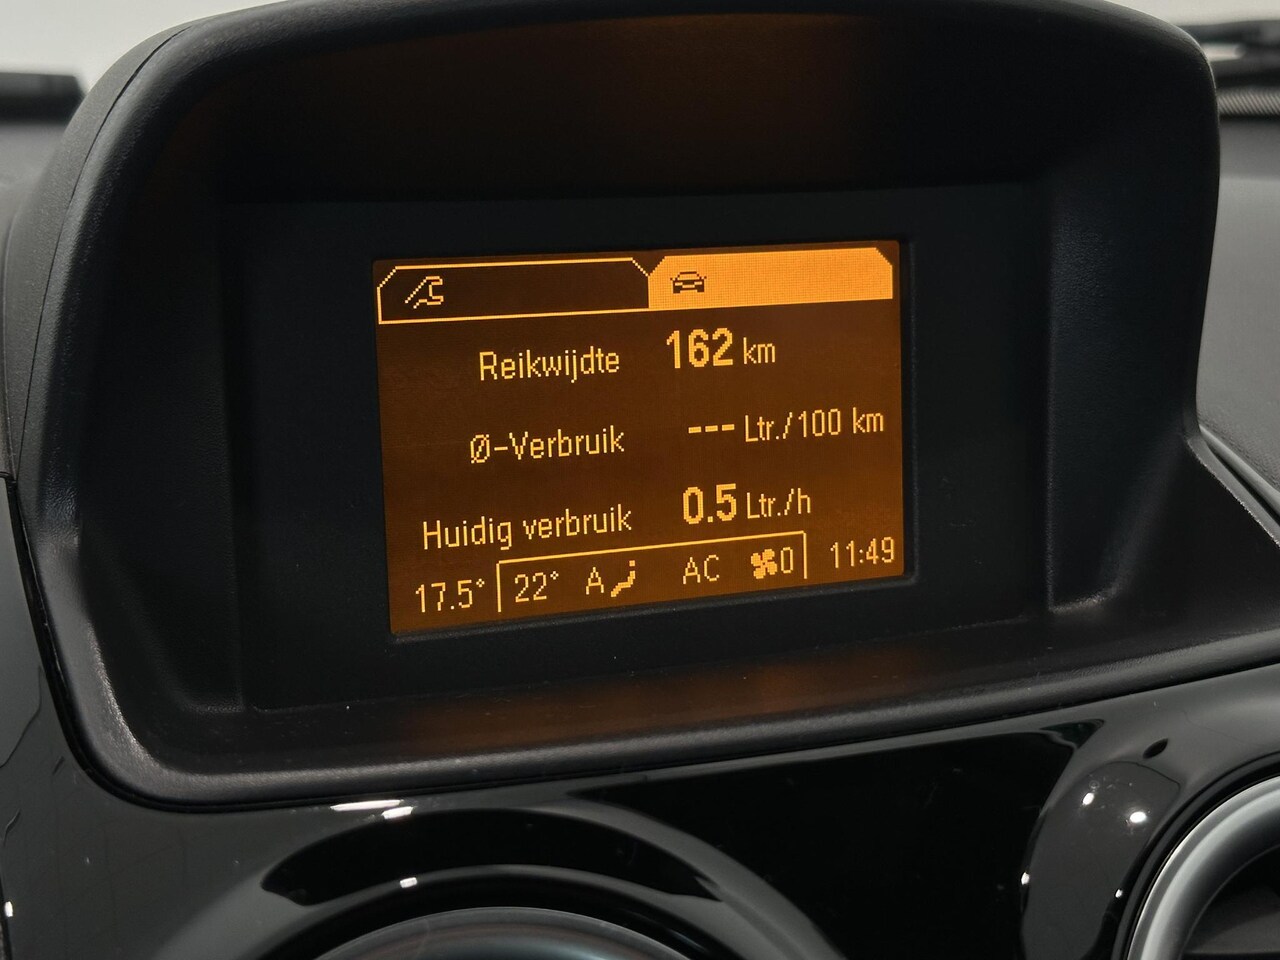 Reikwijdte 162 km
Ø-Verbruik --- Ltr./100 km
Huidig verbruik 0.5 Ltr./h
17.5° 22° A AC 0 11:49